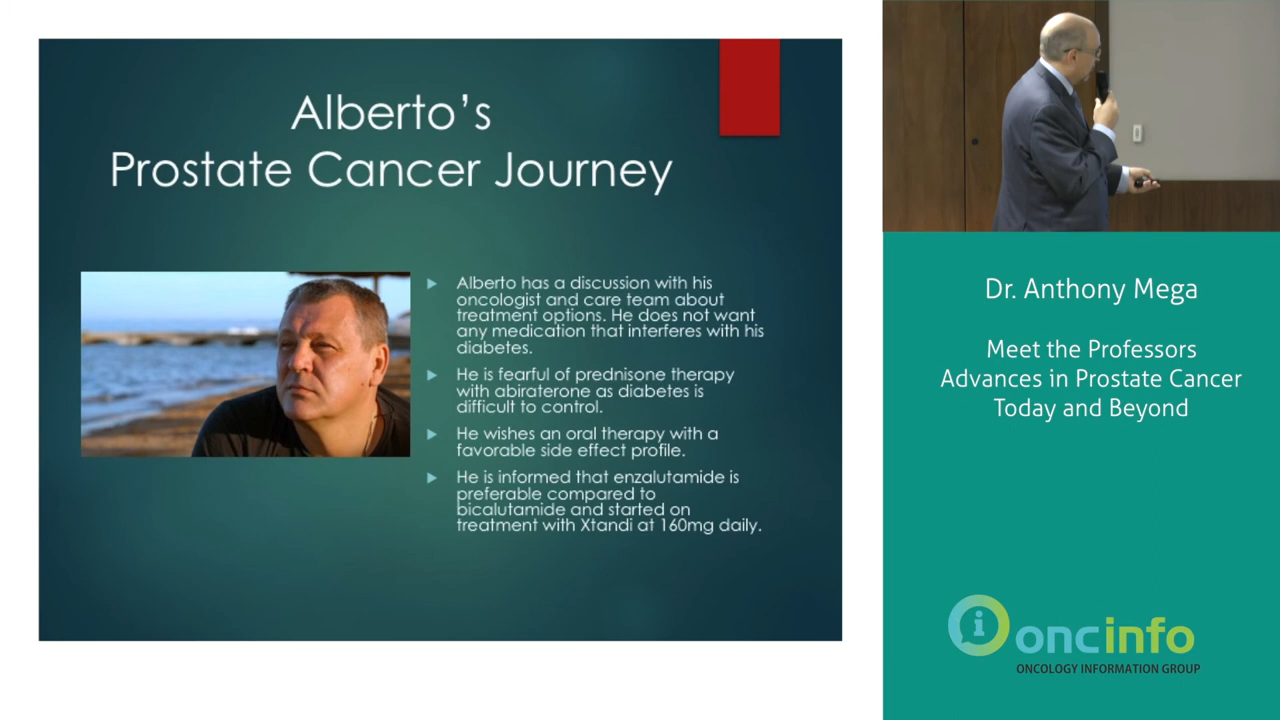 Alberto’s
Prostate Cancer Journey
Alberto has a discussion with his
oncologist and care team about
treatment options. He does not want
any medication that interferes with his
diabetes.
He is fearful of prednisone therapy
with abiraterone as diabetes is
difficult to control.
He wishes an oral therapy with a
favorable side effect profile.
He is informed that enzalutamide is
preferable compared to
bicalutamide and started on
treatment with Xtandi at 160mg daily.
Dr. Anthony Mega
Meet the Professors
Advances in Prostate Cancer
Today and Beyond
i
oncinfo
ONCOLOGY INFORMATION GROUP